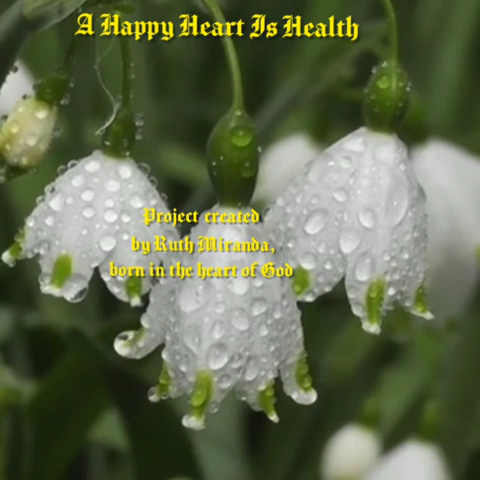 A Happy Heart Is Health
Project created
by Ruth Miranda,
born in the heart of God